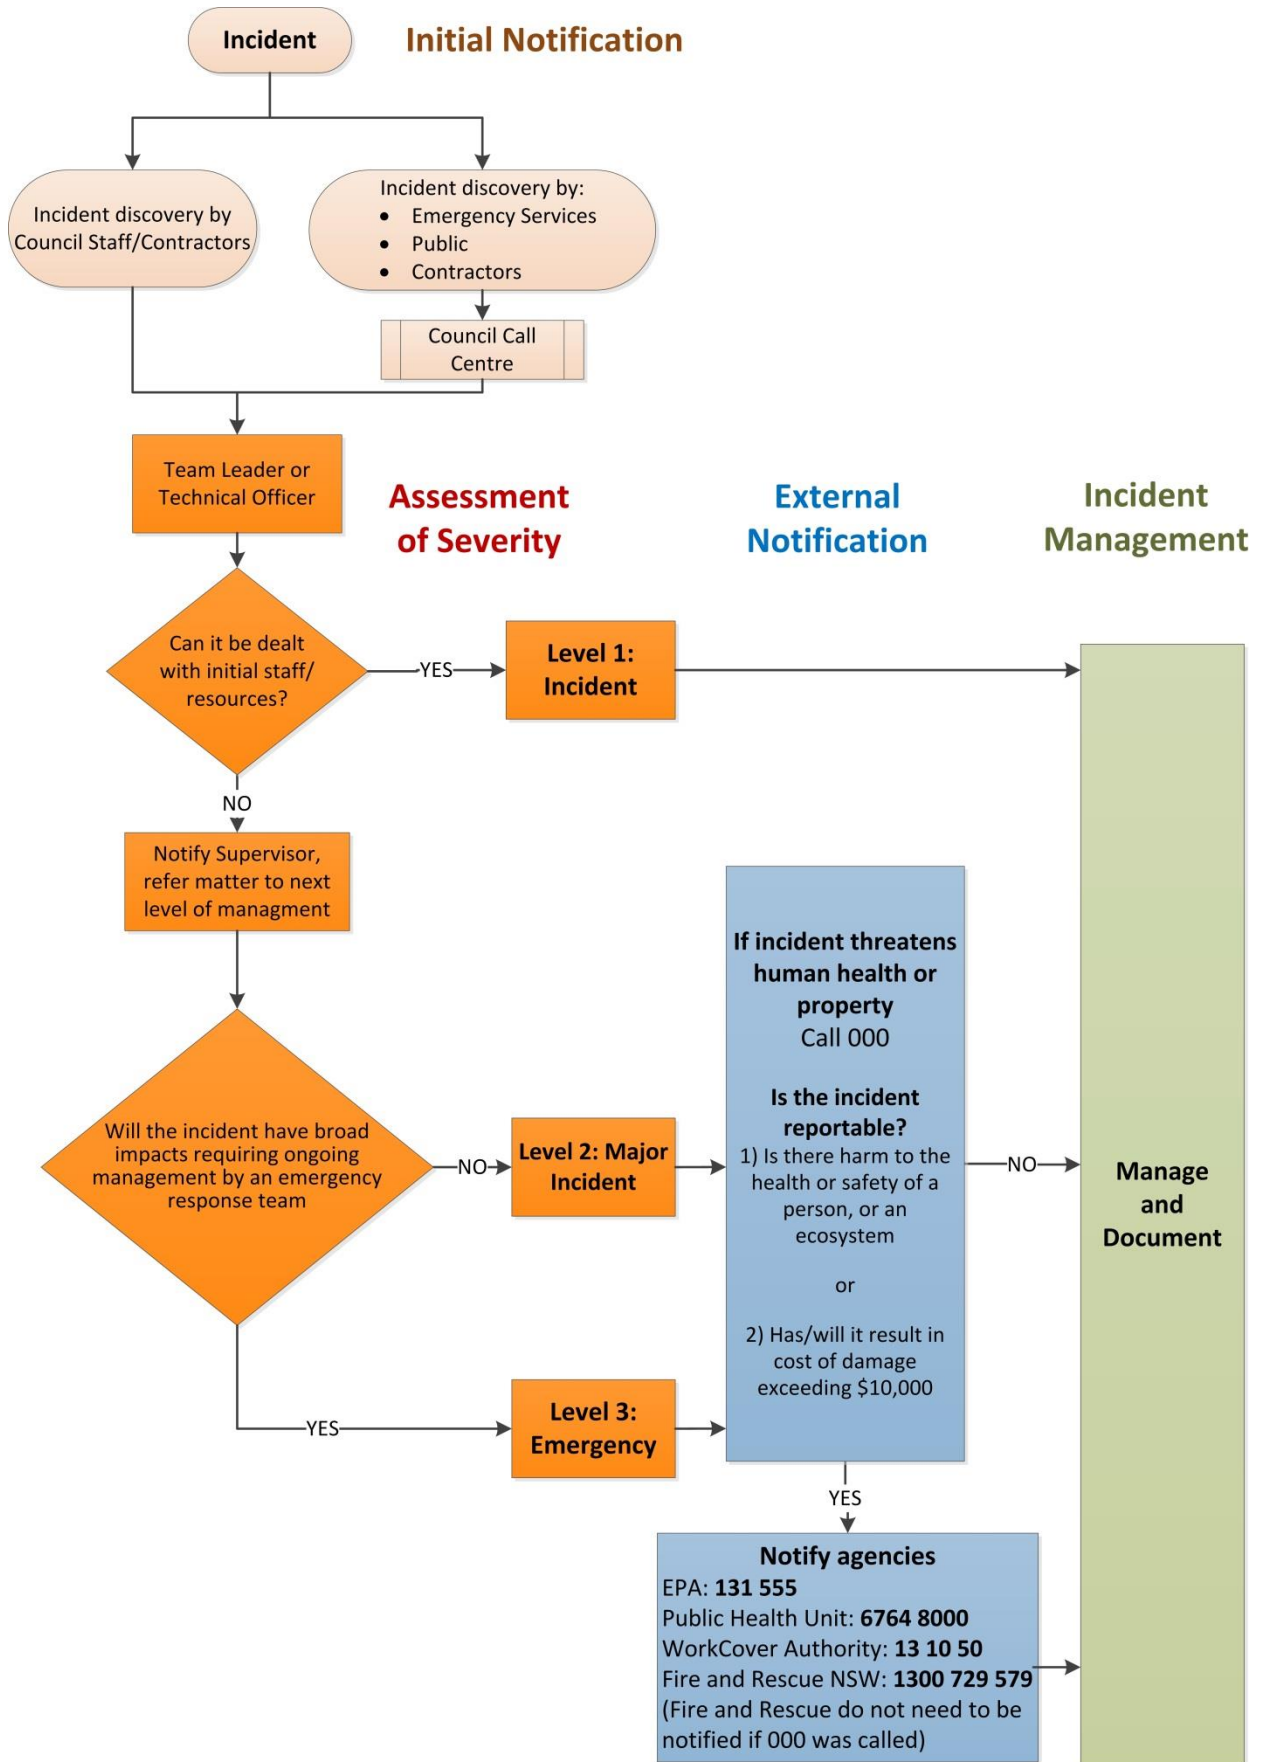 Incident
Initial Notification
Incident discovery by
Council Staff/Contractors
Incident discovery by:
• Emergency Services
• Public
• Contractors
Council Call
Centre
Team Leader or
Technical Officer
Assessment
of Severity
External
Notification
Incident
Management
Can it be dealt
with initial staff/
resources?
YES
Level 1:
Incident
NO
Notify Supervisor,
refer matter to next
level of managment
Will the incident have broad
impacts requiring ongoing
management by an emergency
response team
NO
Level 2: Major
Incident
YES
Level 3:
Emergency
If incident threatens
human health or
property
Call 000
Is the incident
reportable?
1) Is there harm to the
health or safety of a
person, or an
ecosystem
or
2) Has/will it result in
cost of damage
exceeding $10,000
NO
YES
Notify agencies
EPA: 131 555
Public Health Unit: 6764 8000
WorkCover Authority: 13 10 50
Fire and Rescue NSW: 1300 729 579
(Fire and Rescue do not need to be
notified if 000 was called)
Manage
and
Document